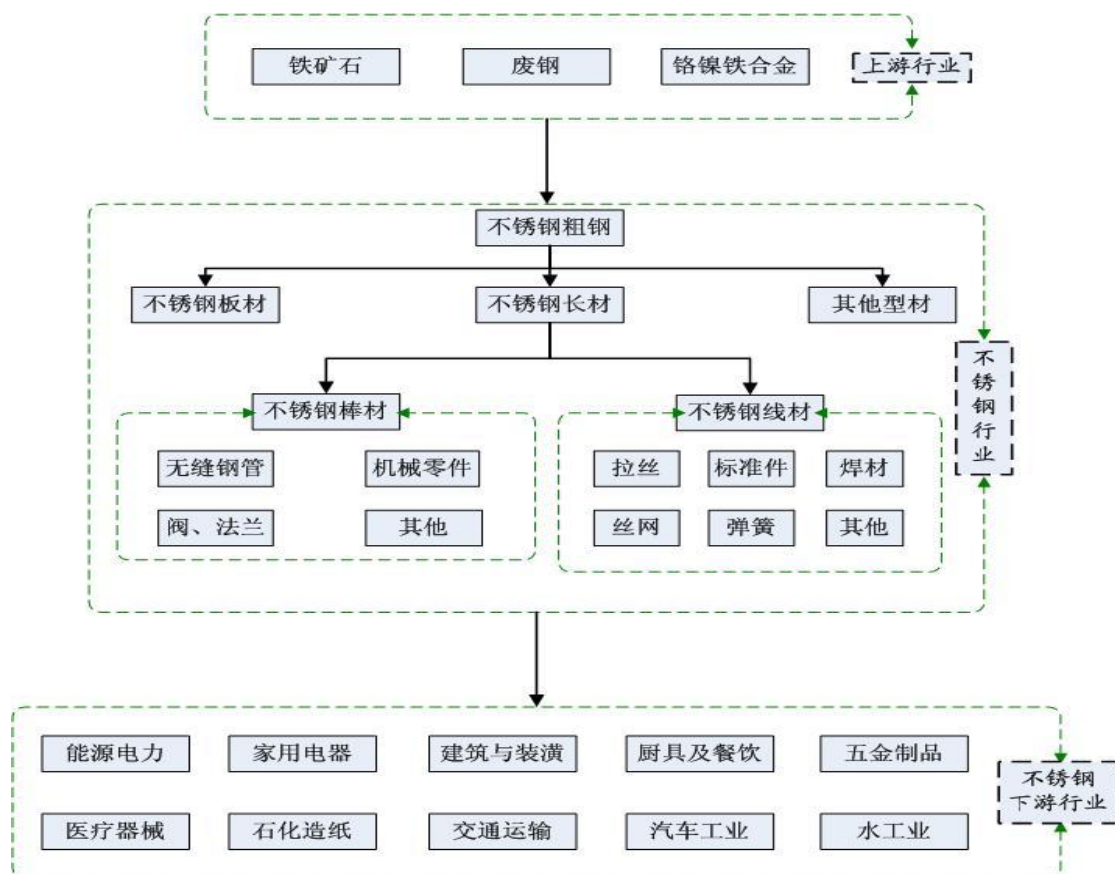 铁矿石
废钢
铬镍铁合金
上游行业
不锈钢粗钢
不锈钢板材
不锈钢长材
其他型材
不锈钢行业
不锈钢棒材
不锈钢线材
无缝钢管
机械零件
拉丝
标准件
焊材
阀、法兰
其他
丝网
弹簧
其他
能源电力
家用电器
建筑与装潢
厨具及餐饮
五金制品
不锈钢
下游行业
医疗器械
石化造纸
交通运输
汽车工业
水工业